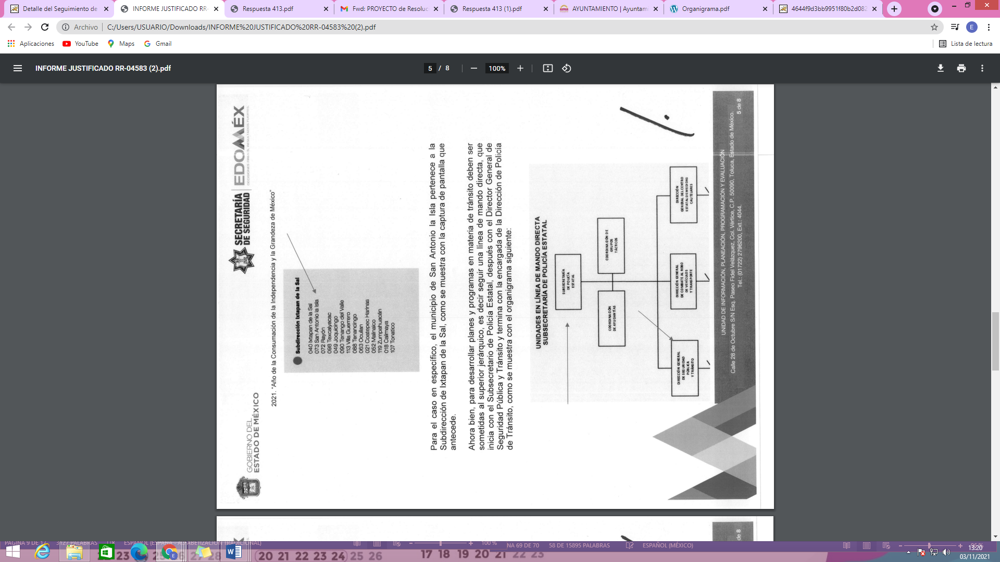 Detalle del Seguimiento de
INFORME JUSTIFICADO RR-
Respuesta 413.pdf
Fwd: PROYECTO de Resoluc
Respuesta 413 (1).pdf
AYUNTAMIENTO | Ayuntam
Organigrama.pdf
4644f9d3bb9951f80b2d082
Archivo
C:/Users/USUARIO/Downloads/INFORME%20JUSTIFICADO%20RR-04583%20(2).pdf
E
Aplicaciones
YouTube
Maps
Gmail
Lista de lectura
INFORME JUSTIFICADO RR-04583 (2).pdf
5 / 8
100%
GOBIERNO DEL
ESTADO DE MÉXICO
SECRETARÍA
DE SEGURIDAD
EDOMÉX
DECISIONES FIRMES, RESULTADOS FUERTES.
2021. “Año de la Consumación de la Independencia y la Grandeza de México”
Subdirección Ixtapan de la Sal
040 Ixtapan de la Sal
073 San Antonio la Isla
072 Rayón
098 Texcalyacac
049 Joquicingo
090 Tenango del Valle
113 Villa Guerrero
088 Tenancingo
063 Ocuilan
021 Coatepec Harinas
052 Malinalco
119 Zumpahuacán
018 Calimaya
107 Tonatico
Para el caso en especifico, el municipio de San Antonio la Isla pertenece a la
Subdirección de Ixtapan de la Sal, como se muestra con la captura de pantalla que
antecede.
Ahora bien, para desarrollar planes y programas en materia de tránsito deben ser
sometidas al superior jerárquico, es decir seguir una línea de mando directa, que
inicia con el Subsecretario de Policía Estatal, después con el Director General de
Seguridad Pública y Tránsito y termina con la encargada de la Dirección de Policía
de Tránsito, como se muestra con el organigrama siguiente:
UNIDADES EN LÍNEA DE MANDO DIRECTA
SUBSECRETARÍA DE POLICÍA ESTATAL
SUBSECRETARÍA
DE POLICÍA
ESTATAL
COORDINACIÓN
DE AYUDANTÍAS
COORDINACIÓN DE
GRUPOS
TÁCTICOS
DIRECCIÓN GENERAL
DE SEGURIDAD
PÚBLICA
Y TRÁNSITO
DIRECCIÓN GENERAL
DE COMBATE AL ROBO
DE VEHÍCULOS
Y TRANSPORTE
DIRECCIÓN
GENERAL DEL CENTRO
ESTATAL DE MEDIDAS
CAUTELARES
UNIDAD DE INFORMACIÓN, PLANEACIÓN, PROGRAMACIÓN Y EVALUACIÓN
Calle 28 de Octubre S/N Esq. Paseo Fidel Velázquez, Col. Vértice, C.P. 50090, Toluca, Estado de México.
Tel.: (01722) 2796200, Ext.: 4044.
5 de 8
de 8
PÁGINA 9 DE 17 3127 PALABRAS ESPAÑOL (ESPAÑA - ALFABETIZACIÓN TRADICIONAL)
100 %
NA 69 DE 70 58 DE 15895 PALABRAS ESPAÑOL (MÉXICO)
23 24 25 26 27 28
20 21 22 23 24 25 26
17 18 19 20 21 22 23
13:20
03/11/2021